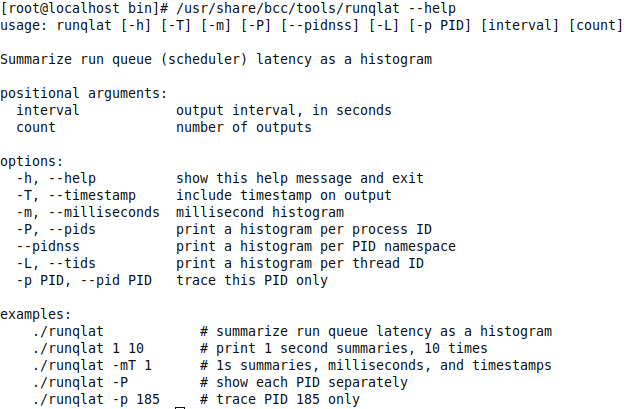 [root@localhost bin]# /usr/share/bcc/tools/runqlat --help
usage: runqlat [-h] [-T] [-m] [-P] [--pidnss] [-L] [-p PID] [interval] [count]

Summarize run queue (scheduler) latency as a histogram

positional arguments:
  interval            output interval, in seconds
  count               number of outputs

options:
  -h, --help          show this help message and exit
  -T, --timestamp     include timestamp on output
  -m, --milliseconds  millisecond histogram
  -P, --pids          print a histogram per process ID
  --pidnss            print a histogram per PID namespace
  -L, --tids          print a histogram per thread ID
  -p PID, --pid PID   trace this PID only

examples:
    ./runqlat            # summarize run queue latency as a histogram
    ./runqlat 1 10       # print 1 second summaries, 10 times
    ./runqlat -mT 1      # 1s summaries, milliseconds, and timestamps
    ./runqlat -P         # show each PID separately
    ./runqlat -p 185     # trace PID 185 only